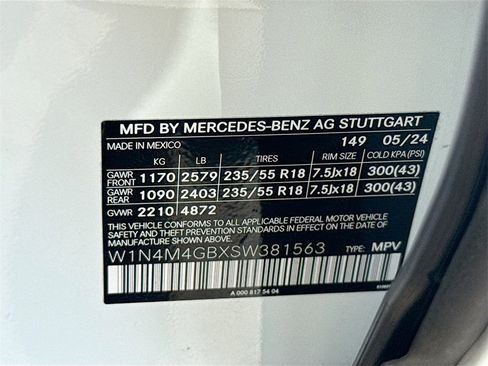 MFD BY MERCEDES-BENZ AG STUTTGART
MADE IN MEXICO 149 05/24
KG LB TIRES RIM SIZE COLD KPA (PSI)
GAWR FRONT 1170 2579 235/55 R18 7.5Jx18 300(43)
GAWR REAR 1090 2403 235/55 R18 7.5Jx18 300(43)
GVWR 2210 4872
THIS VEHICLE CONFORMS TO ALL APPLICABLE FEDERAL MOTOR VEHICLE
SAFETY AND THEFT PREVENTION STANDARDS IN EFFECT ON THE DATE
OF MANUFACTURE SHOWN ABOVE.
W1N4M4GBXSW381563 TYPE: MPV
A 000 817 54 04